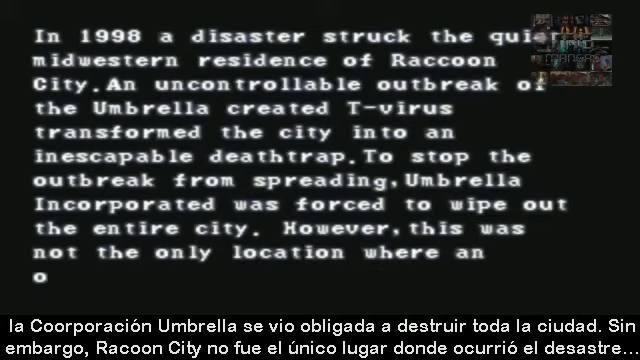 In 1998 a disaster struck the quiet
midwestern residence of Raccoon
City.An uncontrollable outbreak of
the Umbrella created T-virus
transformed the city into an
inescapable deathtrap.To stop the
outbreak from spreading,Umbrella
Incorporated was forced to wipe out
the entire city. However,this was
not the only location where an
o
la Coorporación Umbrella se vio obligada a destruir toda la ciudad. Sin
embargo, Racoon City no fue el único lugar donde ocurrió el desastre. .